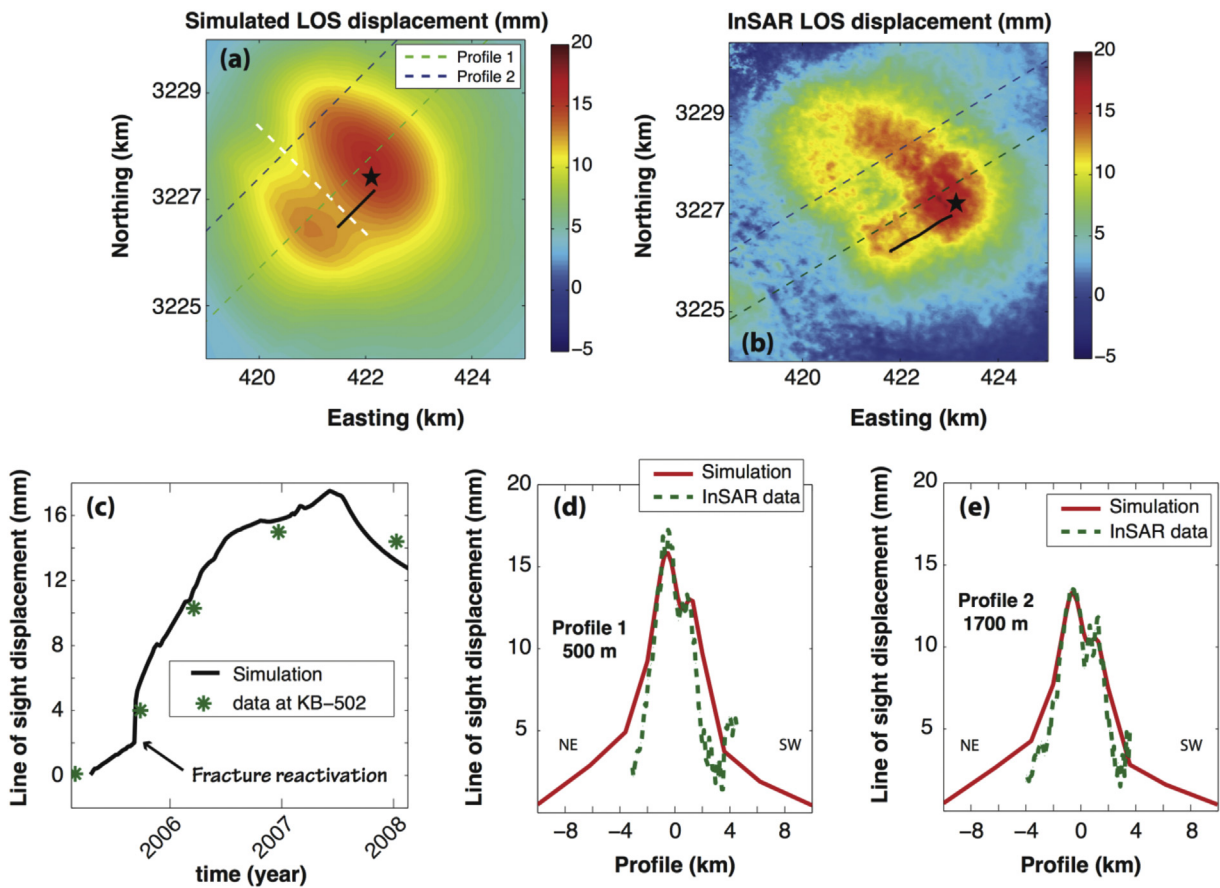 Simulated LOS displacement (mm)
(a)
Profile 1
Profile 2
3229
3227
3225
Northing (km)
420
422
424
Easting (km)
20
15
10
5
0
−5
InSAR LOS displacement (mm)
(b)
3229
3227
3225
Northing (km)
420
422
424
Easting (km)
20
15
10
5
0
−5
(c)
Line of sight displacement (mm)
16
12
8
4
0
Simulation
data at KB−502
Fracture reactivation
2006
2007
2008
time (year)
(d)
Simulation
InSAR data
Line of sight displacement (mm)
20
15
10
5
Profile 1
500 m
NE
SW
−8
−4
0
4
8
Profile (km)
(e)
Simulation
InSAR data
Line of sight displacement (mm)
20
15
10
5
Profile 2
1700 m
NE
SW
−8
−4
0
4
8
Profile (km)